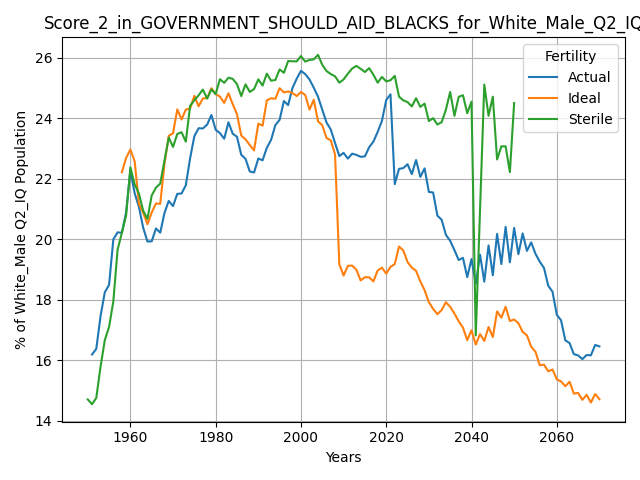 Score_2_in_GOVERNMENT_SHOULD_AID_BLACKS_for_White_Male_Q2_IQ
% of White_Male Q2_IQ Population
26
24
22
20
18
16
14
Fertility
Actual
Ideal
Sterile
1960
1980
2000
2020
2040
2060
Years